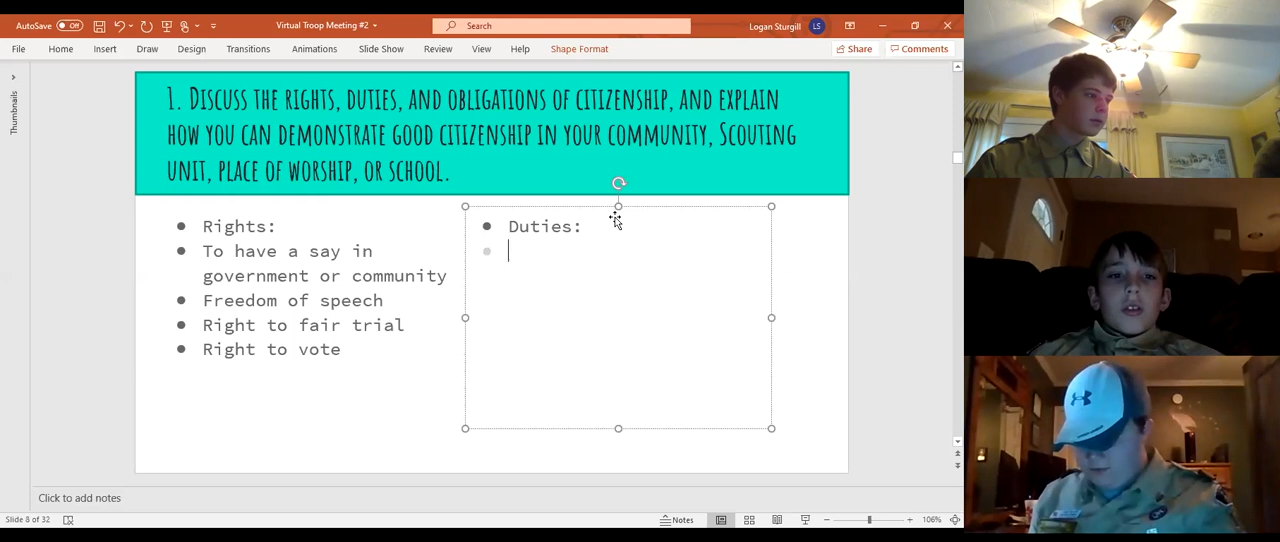 AutoSave Off Virtual Troop Meeting #2 Search Logan Sturgill LS
File Home Insert Draw Design Transitions Animations Slide Show Review View Help Shape Format Share Comments
Thumbnails
1. Discuss the rights, duties, and obligations of citizenship, and explain
how you can demonstrate good citizenship in your community, Scouting
unit, place of worship, or school.
Rights:
To have a say in
government or community
Freedom of speech
Right to fair trial
Right to vote
Duties:
Click to add notes
Slide 8 of 32 Notes 106%